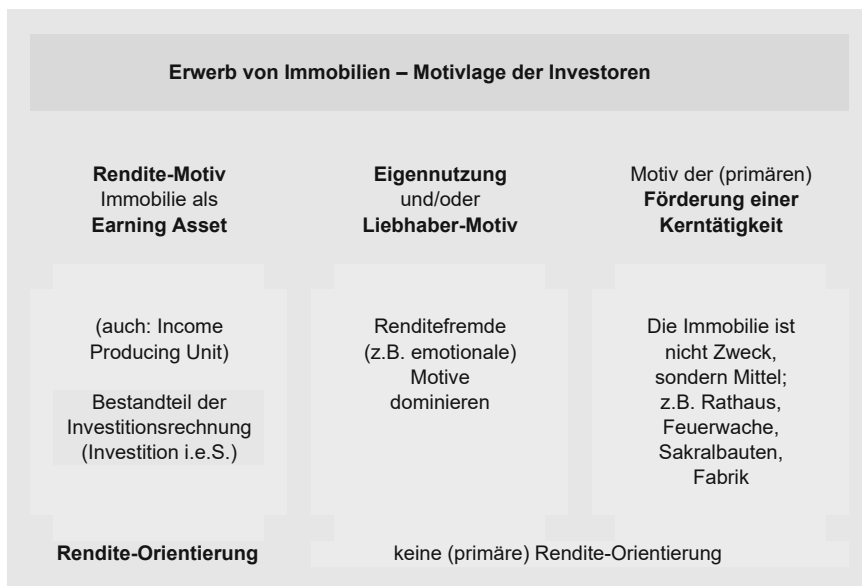 Erwerb von Immobilien – Motivlage der Investoren
Rendite-Motiv
Immobilie als
Earning Asset
(auch: Income
Producing Unit)
Bestandteil der
Investitionsrechnung
(Investition i.e.S.)
Rendite-Orientierung
Eigennutzung
und/oder
Liebhaber-Motiv
Renditefremde
(z.B. emotionale)
Motive
dominieren
Motiv der (primären)
Förderung einer
Kerntätigkeit
Die Immobilie ist
nicht Zweck,
sondern Mittel;
z.B. Rathaus,
Feuerwache,
Sakralbauten,
Fabrik
keine (primäre) Rendite-Orientierung